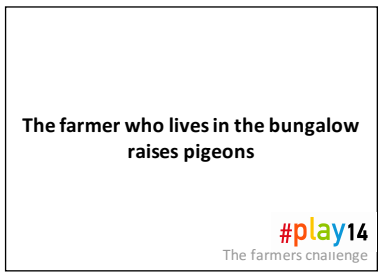 The farmer who lives in the bungalow
raises pigeons
#play14
The farmers challenge